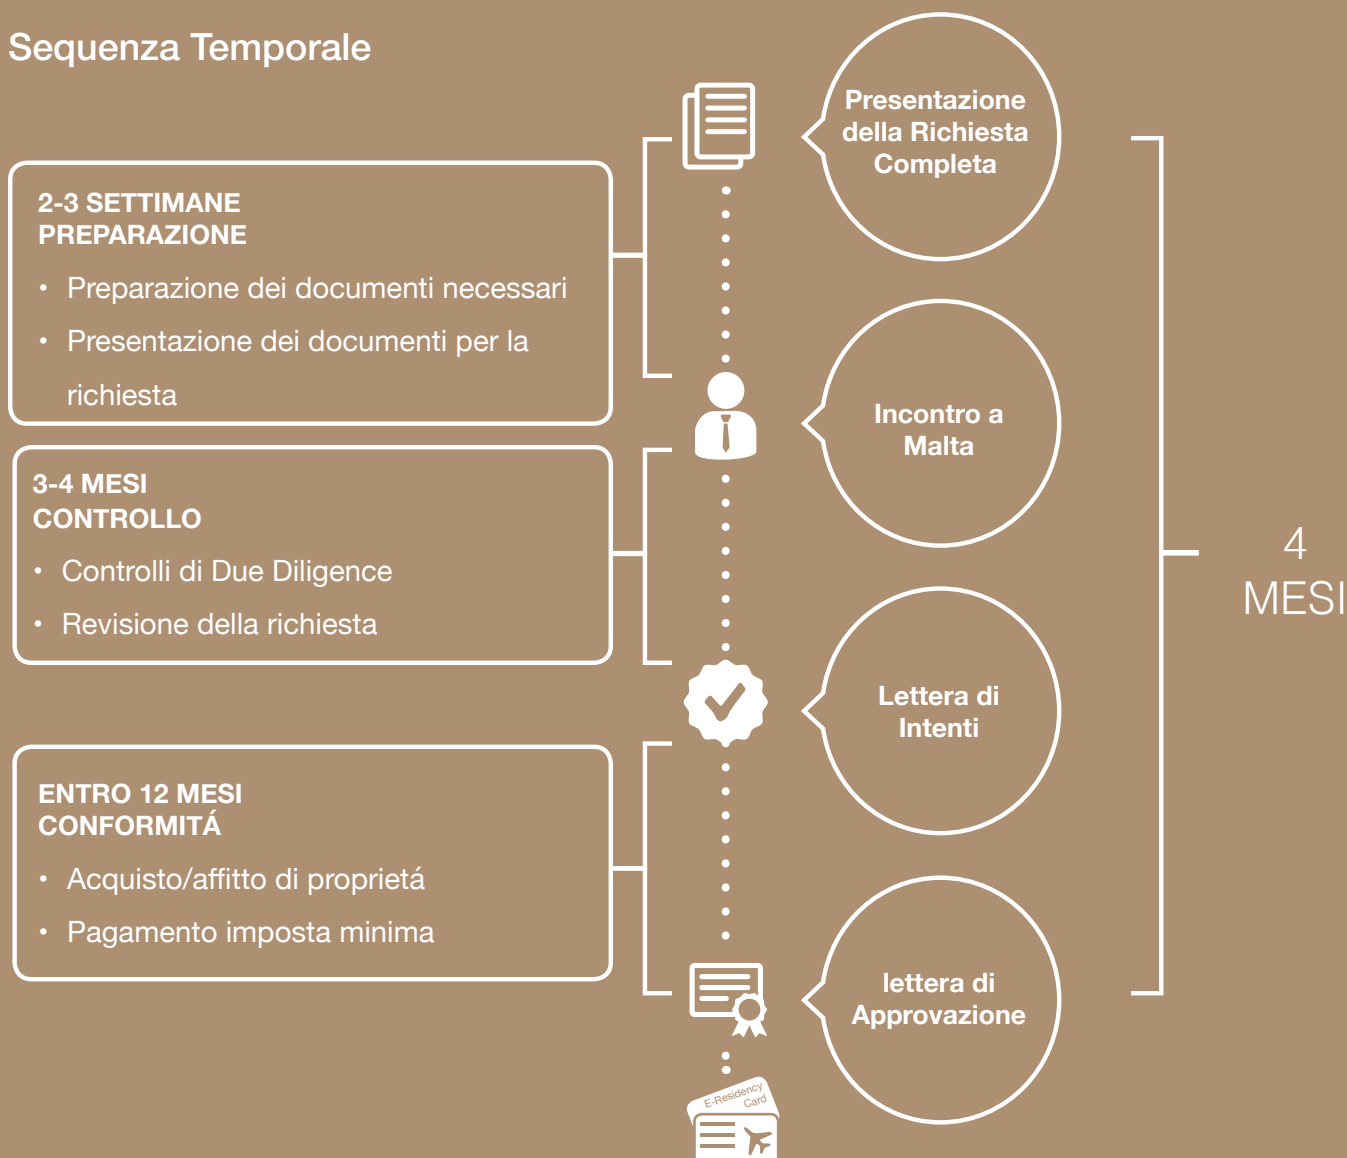 Sequenza Temporale
2-3 SETTIMANE
PREPARAZIONE
• Preparazione dei documenti necessari
• Presentazione dei documenti per la
richiesta
3-4 MESI
CONTROLLO
• Controlli di Due Diligence
• Revisione della richiesta
ENTRO 12 MESI
CONFORMITÁ
• Acquisto/affitto di proprietá
• Pagamento imposta minima
Presentazione
della Richiesta
Completa
Incontro a
Malta
Lettera di
Intenti
lettera di
Approvazione
E-Residency
Card
4
MESI